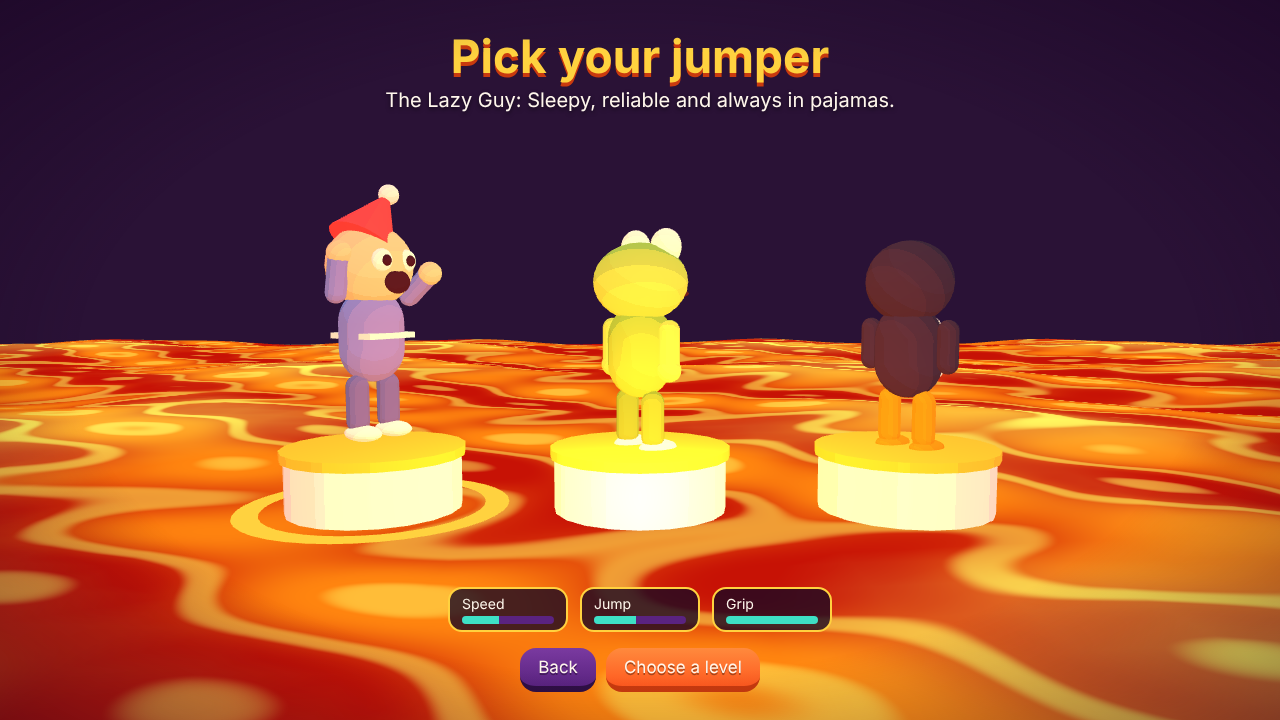 Pick your jumper
The Lazy Guy: Sleepy, reliable and always in pajamas.
Speed
Jump
Grip
Back
Choose a level